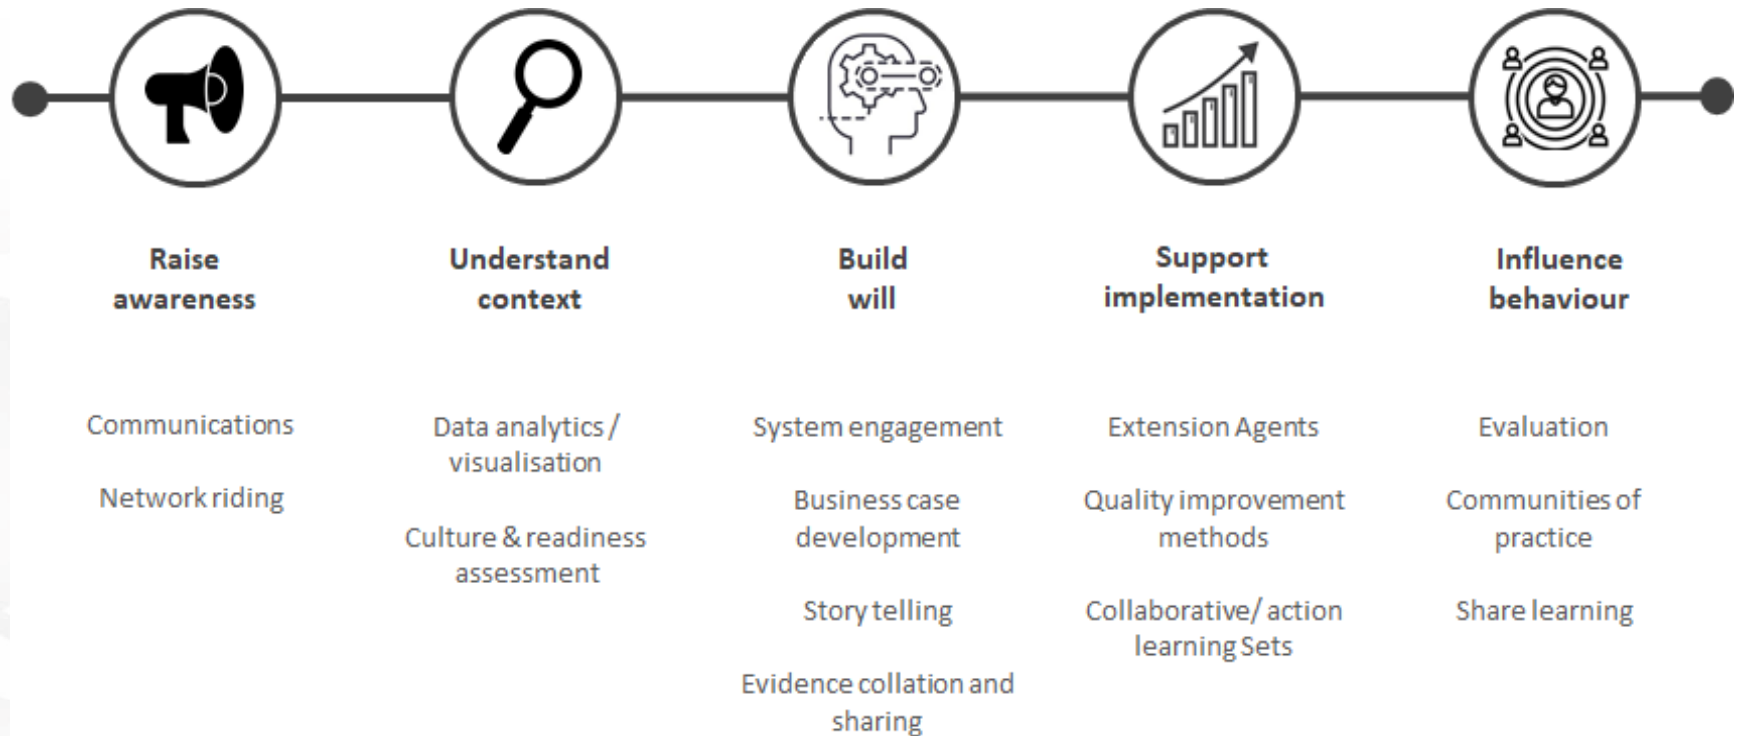 Raise
awareness
Understand
context
Build
will
Support
implementation
Influence
behaviour
Communications
Network riding
Data analytics /
visualisation
Culture & readiness
assessment
System engagement
Business case
development
Story telling
Evidence collation and
sharing
Extension Agents
Quality improvement
methods
Collaborative/ action
learning Sets
Evaluation
Communities of
practice
Share learning